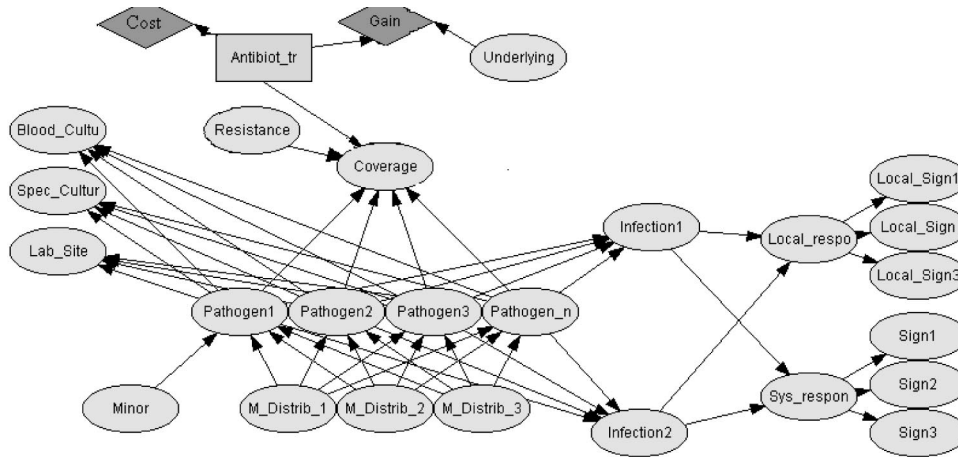 Cost
Gain
Antibiot_tr
Underlying
Blood_Cultu
Resistance
Coverage
Spec_Cultur
Local_Sign1
Infection1
Local_respo
Local_Sign
Lab_Site
Local_Sign3
Pathogen1
Pathogen2
Pathogen3
Pathogen_n
Sign1
Minor
M_Distrib_1
M_Distrib_2
M_Distrib_3
Sys_respon
Sign2
Infection2
Sign3